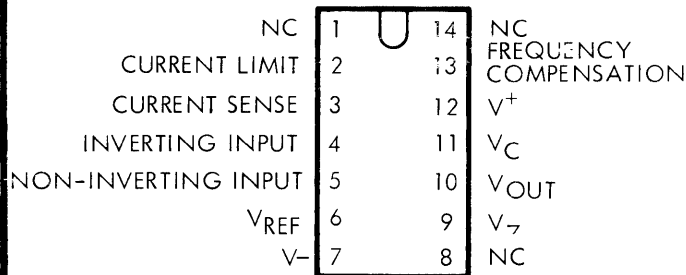 NC 1 14 NC
CURRENT LIMIT 2 13 FREQUENCY COMPENSATION
CURRENT SENSE 3 12 V+
INVERTING INPUT 4 11 VC
NON-INVERTING INPUT 5 10 VOUT
VREF 6 9 VZ
V- 7 8 NC